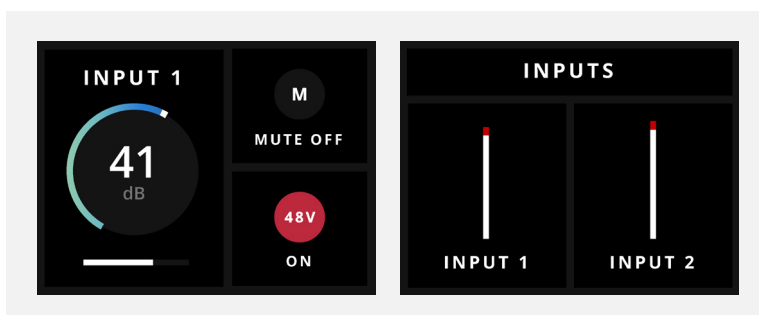 INPUT 1
41
dB
M
MUTE OFF
48V
ON
INPUTS
INPUT 1
INPUT 2